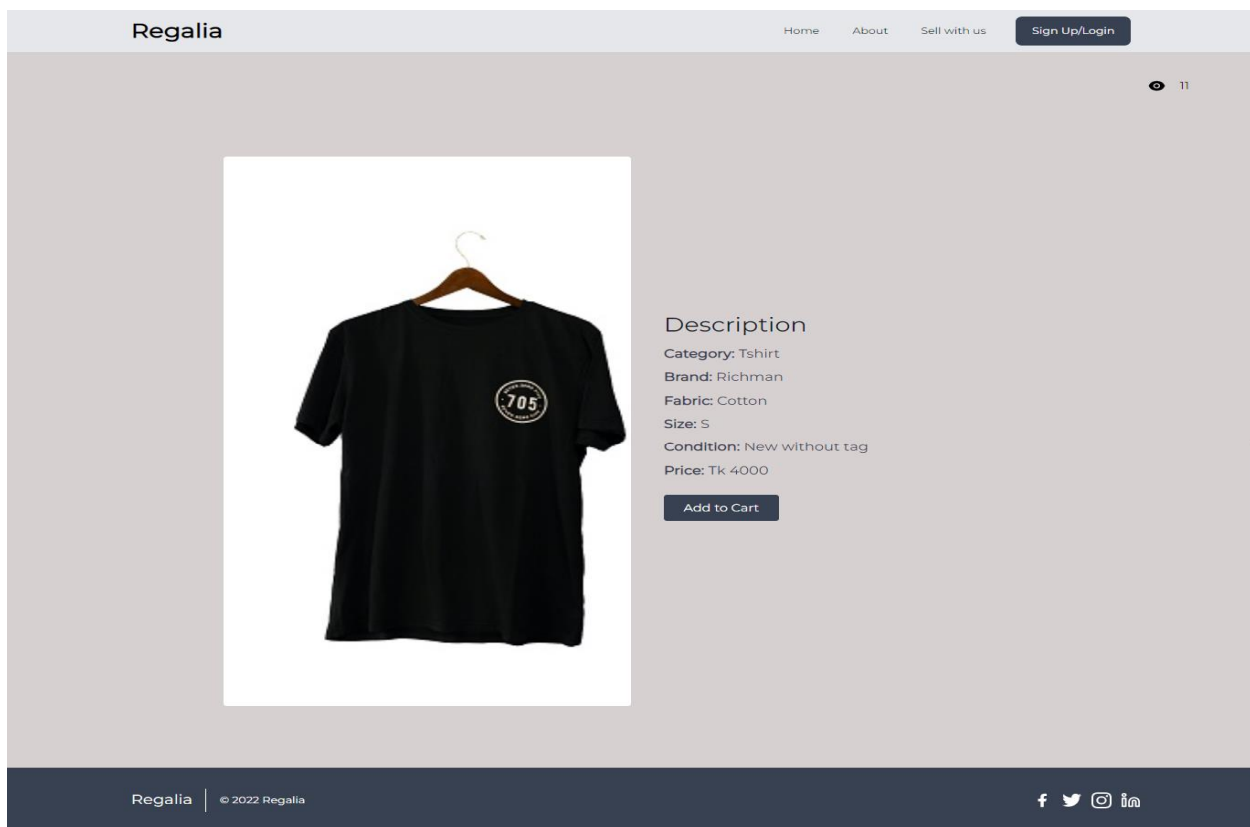 Regalia
Home About Sell with us Sign Up/Login
11
705
Description
Category: Tshirt
Brand: Richman
Fabric: Cotton
Size: S
Condition: New without tag
Price: Tk 4000
Add to Cart
Regalia © 2022 Regalia